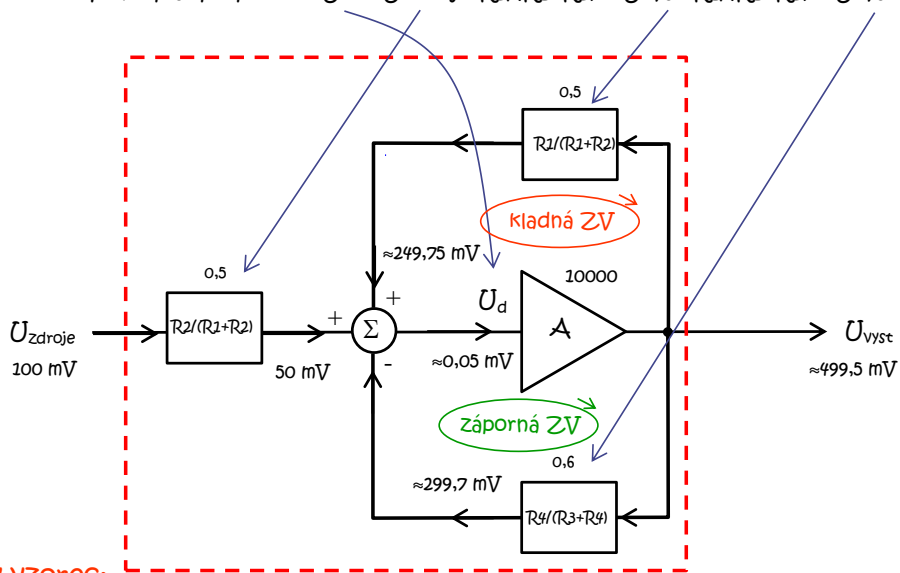 0,5
R1/(R1+R2)
kladná ZV
≈249,75 mV
+
10000
0,5
U_d
R2/(R1+R2)
+
Σ
A
U_zdroje
U_výst
100 mV
50 mV
-
≈0,05 mV
≈499,5 mV
záporná ZV
0,6
≈299,7 mV
R4/(R3+R4)